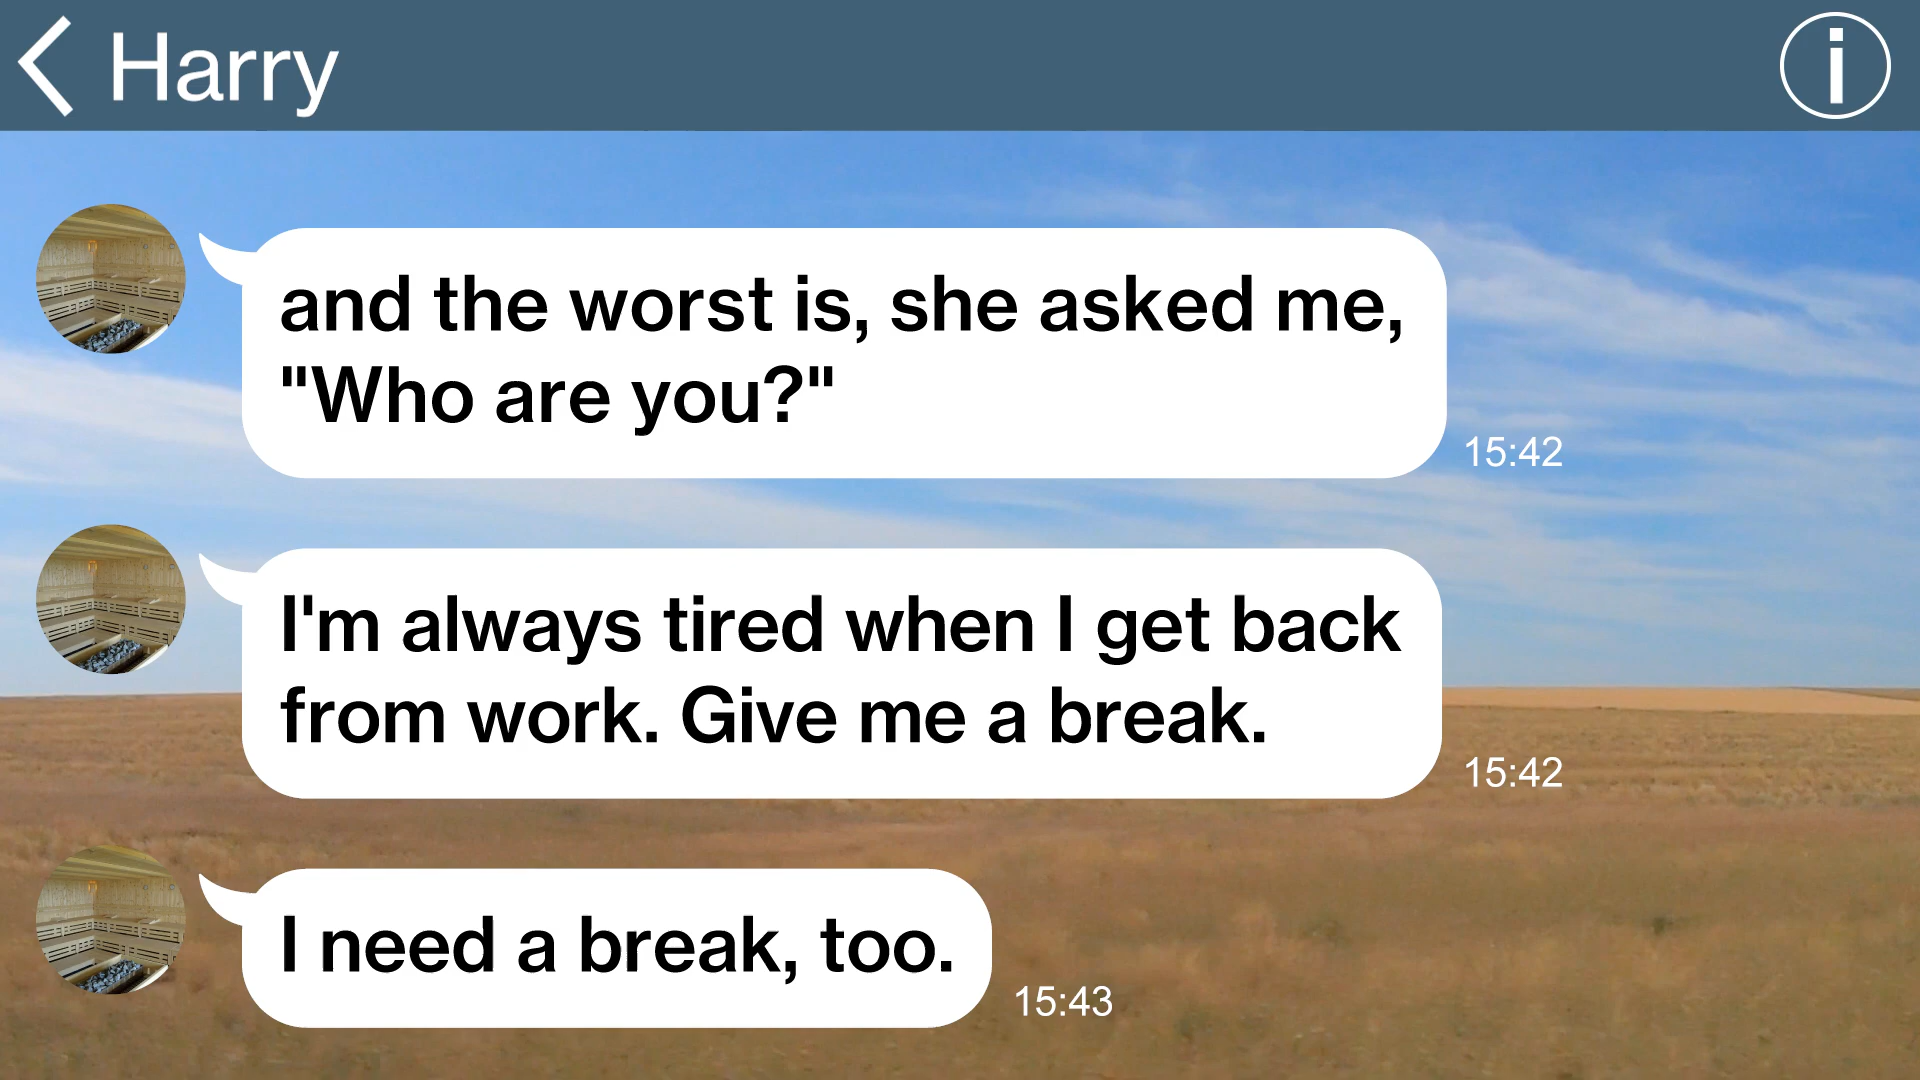 Harry
and the worst is, she asked me,
"Who are you?"
15:42
I'm always tired when I get back
from work. Give me a break.
15:42
I need a break, too.
15:43